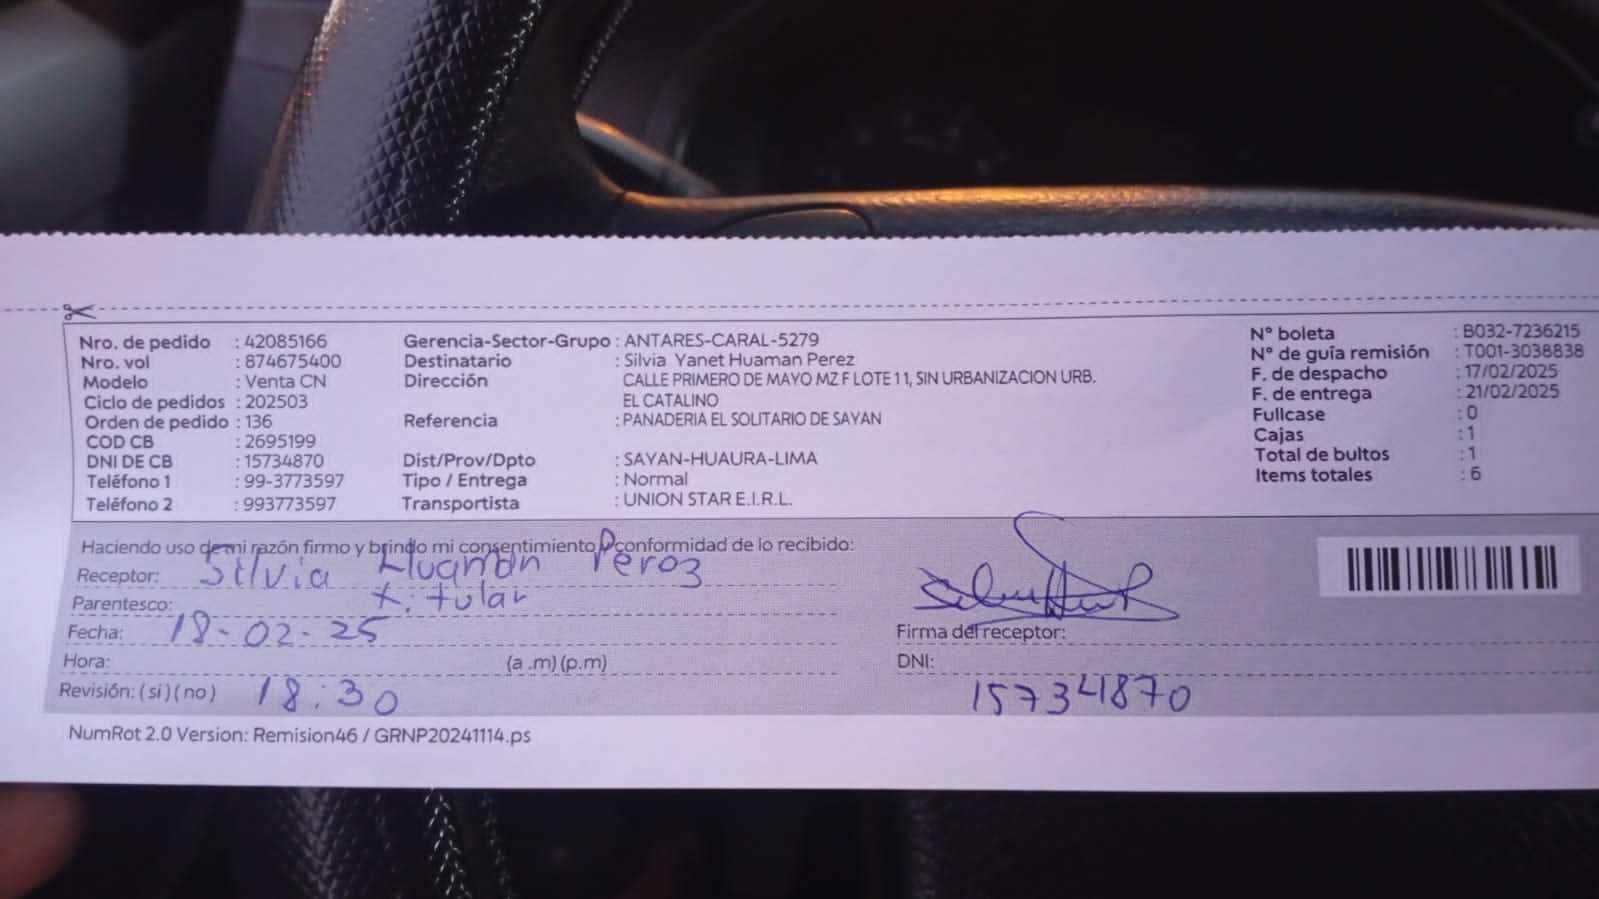 Nro. de pedido : 42085166
Nro. vol : 874675400
Modelo : Venta CN
Ciclo de pedidos : 202503
Orden de pedido : 136
COD CB : 2695199
DNI DE CB : 15734870
Teléfono 1 : 99-3773597
Teléfono 2 : 993773597
Gerencia-Sector-Grupo : ANTARES-CARAL-5279
Destinatario : Silvia Yanet Huaman Perez
Dirección CALLE PRIMERO DE MAYO MZ F LOTE 11, SIN URBANIZACION URB.
EL CATALINO
Referencia : PANADERIA EL SOLITARIO DE SAYAN
Dist/Prov/Dpto : SAYAN-HUAURA-LIMA
Tipo / Entrega : Normal
Transportista : UNION STAR E.I.R.L.
N° boleta : B032-7236215
N° de guía remisión : T001-3038838
F. de despacho : 17/02/2025
F. de entrega : 21/02/2025
Fullcase : 0
Cajas : 1
Total de bultos : 1
Items totales : 6
Haciendo uso de mi razón firmo y brindo mi consentimiento y conformidad de lo recibido:
Receptor: Silvia Huaman Perez
Parentesco: titular
Fecha: 18-02-25
Hora: (a .m) (p.m)
Revisión: (si) (no) 18:30
Firma del receptor:
DNI:
15734870
NumRot 2.0 Version: Remision46 / GRNP20241114.ps